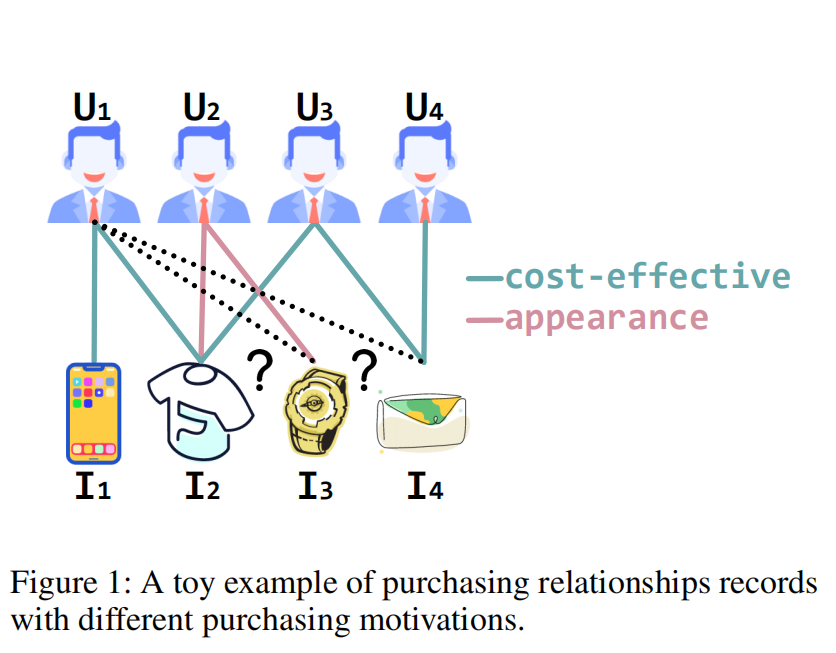 U1 U2 U3 U4
cost-effective
appearance
? ?
I1 I2 I3 I4
Figure 1: A toy example of purchasing relationships records
with different purchasing motivations.